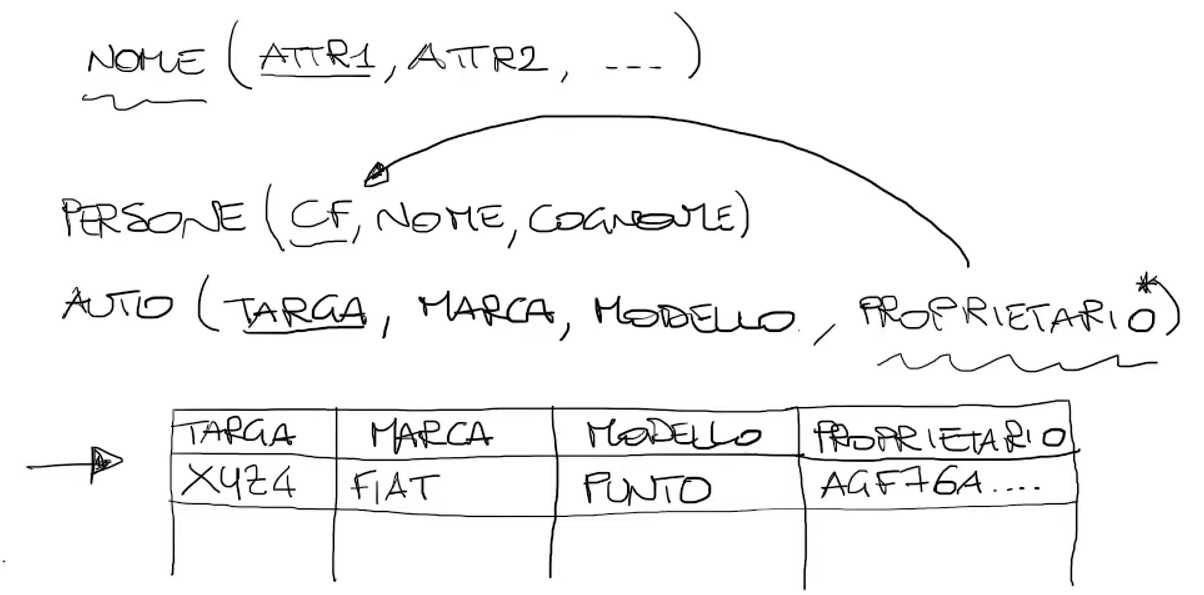 NOME (ATTR1, ATTR2, ---)
PERSONE (CF, NOME, COGNOME)
AUTO (TARGA, MARCA, MODELLO, PROPRIETARIO*)
TARGA MARCA MODELLO PROPRIETARIO
XYZ4 FIAT PUNTO AGF76A....